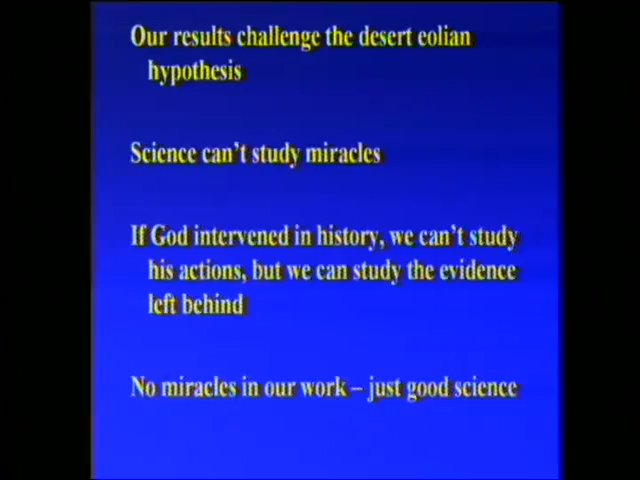 Our results challenge the desert eolian
hypothesis
Science can't study miracles
If God intervened in history, we can't study
his actions, but we can study the evidence
left behind
No miracles in our work – just good science